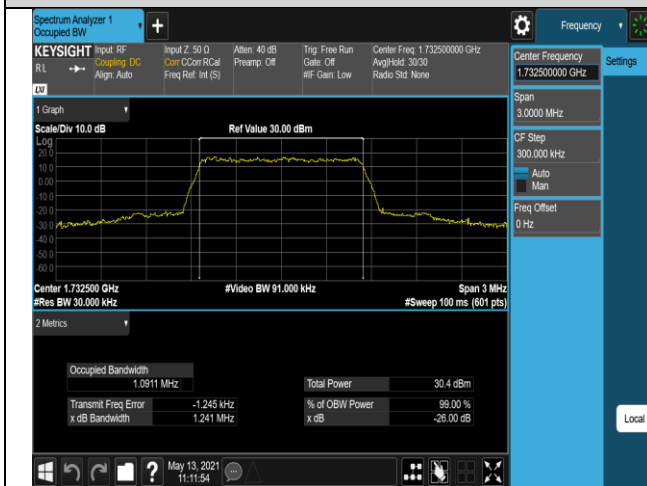 Spectrum Analyzer 1
Occupied BW
+
Frequency
KEYSIGHT
R L
LXI
Input: RF
Coupling: DC
Align: Auto
Input Z: 50 Ω
Corr CCorr RCal
Freq Ref: Int (S)
Atten: 40 dB
Preamp: Off
Trig: Free Run
Gate: Off
#IF Gain: Low
Center Freq: 1.732500000 GHz
Avg|Hold: 30/30
Radio Std: None
Center Frequency
1.732500000 GHz
Settings
Span
3.0000 MHz
CF Step
300.000 kHz
Auto
Man
Freq Offset
0 Hz
Local
1 Graph
Scale/Div 10.0 dB
Ref Value 30.00 dBm
Log
20.0
10.0
0.00
-10.0
-20.0
-30.0
-40.0
-50.0
-60.0
Center 1.732500 GHz
#Video BW 91.000 kHz
Span 3 MHz
#Res BW 30.000 kHz
#Sweep 100 ms (601 pts)
2 Metrics
Occupied Bandwidth
1.0911 MHz
Total Power 30.4 dBm
Transmit Freq Error -1.245 kHz
% of OBW Power 99.00 %
x dB Bandwidth 1.241 MHz
x dB -26.00 dB
?
May 13, 2021
11:11:54